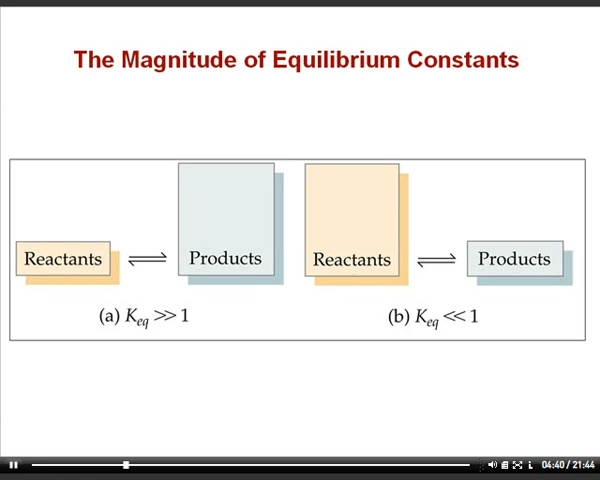 The Magnitude of Equilibrium Constants
Reactants ⇌ Products
(a) Keq >> 1
Reactants ⇌ Products
(b) Keq << 1
04:40 / 21:44